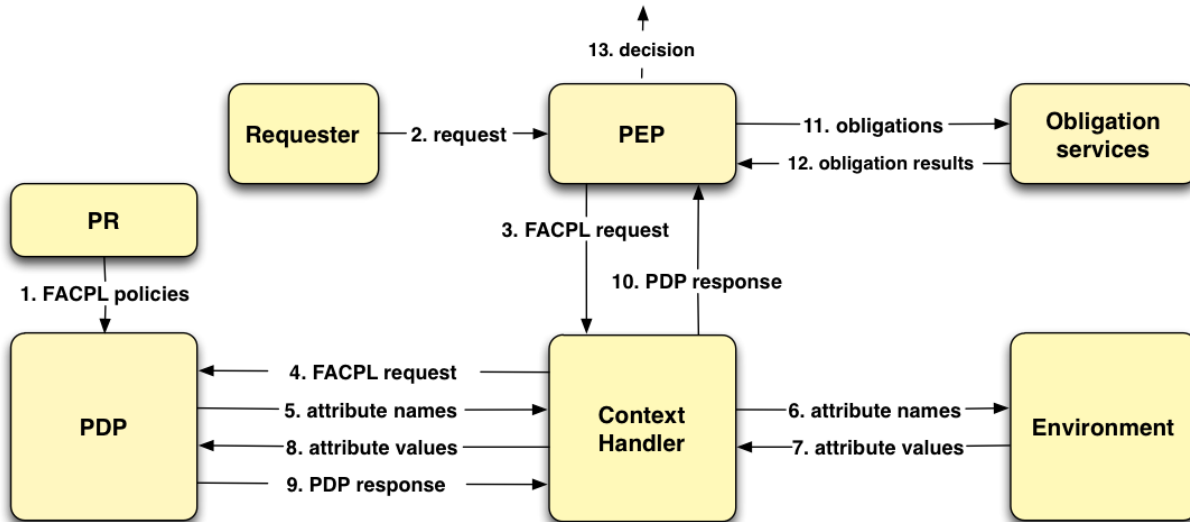 13. decision
Requester
2. request
PEP
11. obligations
12. obligation results
Obligation
services
PR
3. FACPL request
10. PDP response
1. FACPL policies
PDP
4. FACPL request
5. attribute names
8. attribute values
9. PDP response
Context
Handler
6. attribute names
7. attribute values
Environment